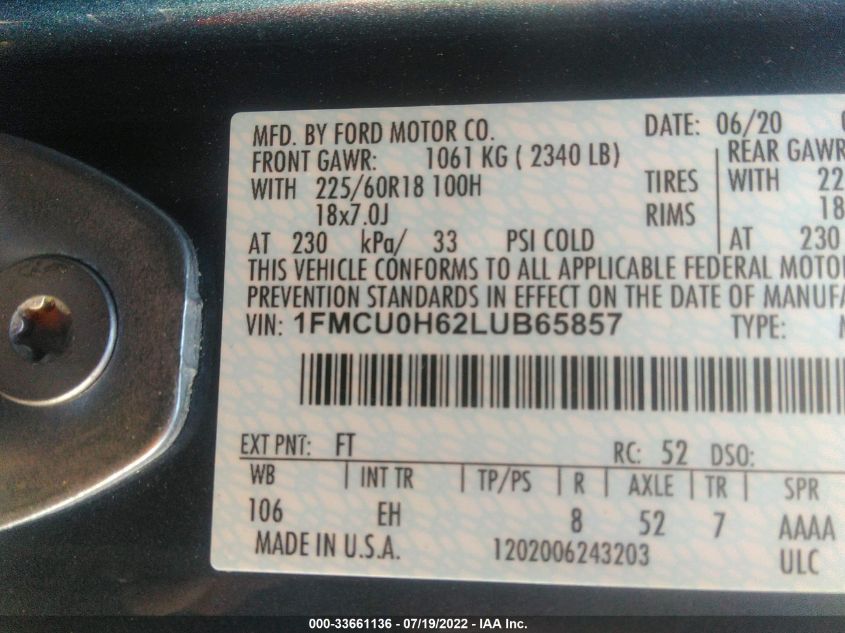 MFD. BY FORD MOTOR CO. DATE: 06/20
FRONT GAWR: 1061 KG ( 2340 LB) REAR GAWR
WITH 225/60R18 100H TIRES WITH 22
18x7.0J RIMS 18
AT 230 kPa/ 33 PSI COLD AT 230
THIS VEHICLE CONFORMS TO ALL APPLICABLE FEDERAL MOTO
PREVENTION STANDARDS IN EFFECT ON THE DATE OF MANUFA
VIN: 1FMCU0H62LUB65857 TYPE:
EXT PNT: FT RC: 52 DSO:
WB INT TR TP/PS R AXLE TR SPR
106 EH 8 52 7 AAAA
MADE IN U.S.A. 1202006243203 ULC
000-33661136 - 07/19/2022 - IAA Inc.